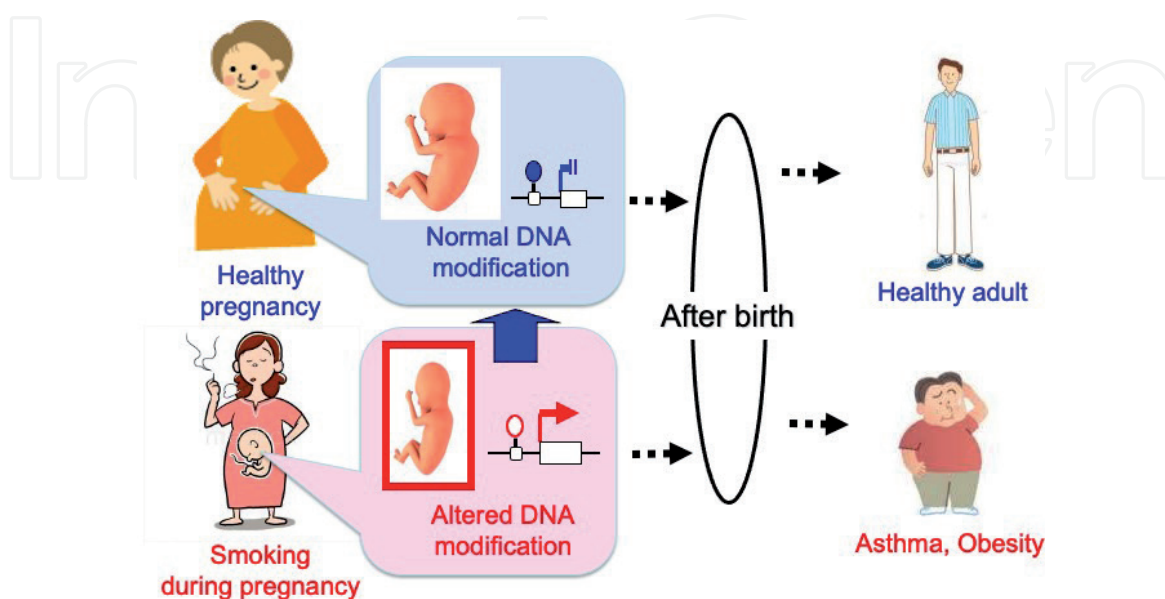 Healthy
pregnancy
Normal DNA
modification
After birth
Healthy adult
Smoking
during pregnancy
Altered DNA
modification
Asthma, Obesity